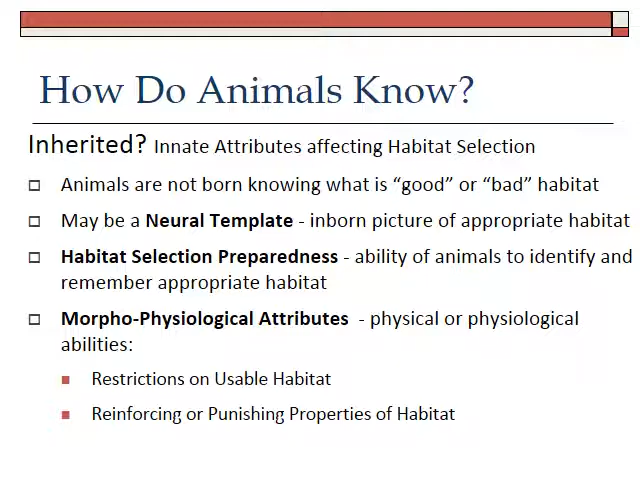 How Do Animals Know?
Inherited? Innate Attributes affecting Habitat Selection
Animals are not born knowing what is “good” or “bad” habitat
May be a Neural Template - inborn picture of appropriate habitat
Habitat Selection Preparedness - ability of animals to identify and
remember appropriate habitat
Morpho-Physiological Attributes - physical or physiological
abilities:
Restrictions on Usable Habitat
Reinforcing or Punishing Properties of Habitat